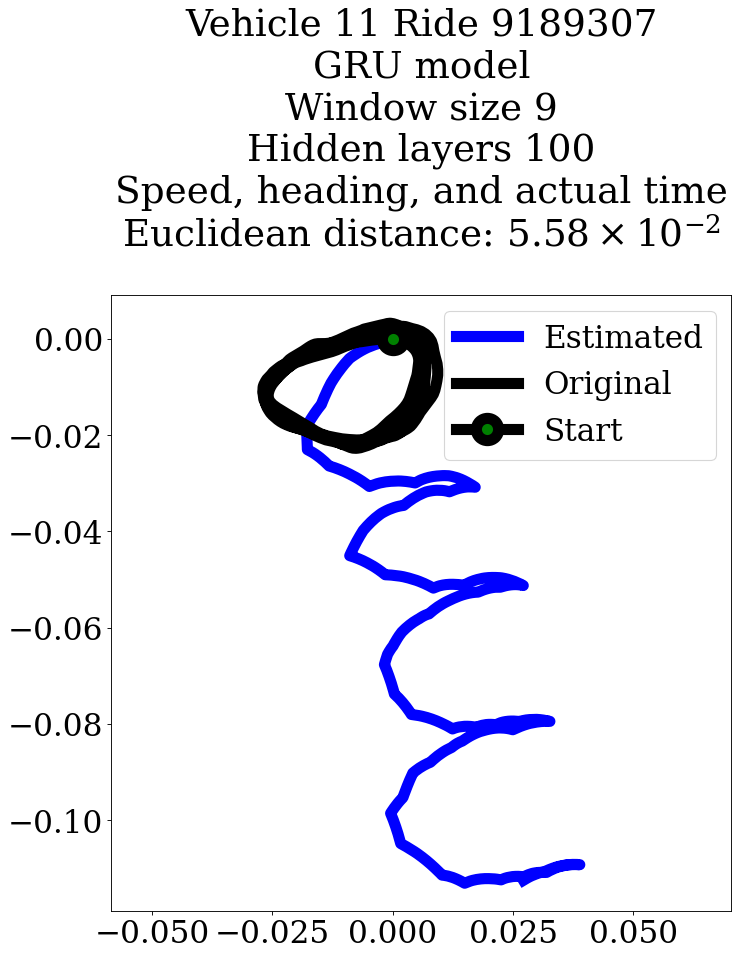 Vehicle 11 Ride 9189307
GRU model
Window size 9
Hidden layers 100
Speed, heading, and actual time
Euclidean distance: 5.58 × 10⁻²
Estimated
Original
Start
0.00
−0.02
−0.04
−0.06
−0.08
−0.10
−0.050 −0.025 0.000 0.025 0.050